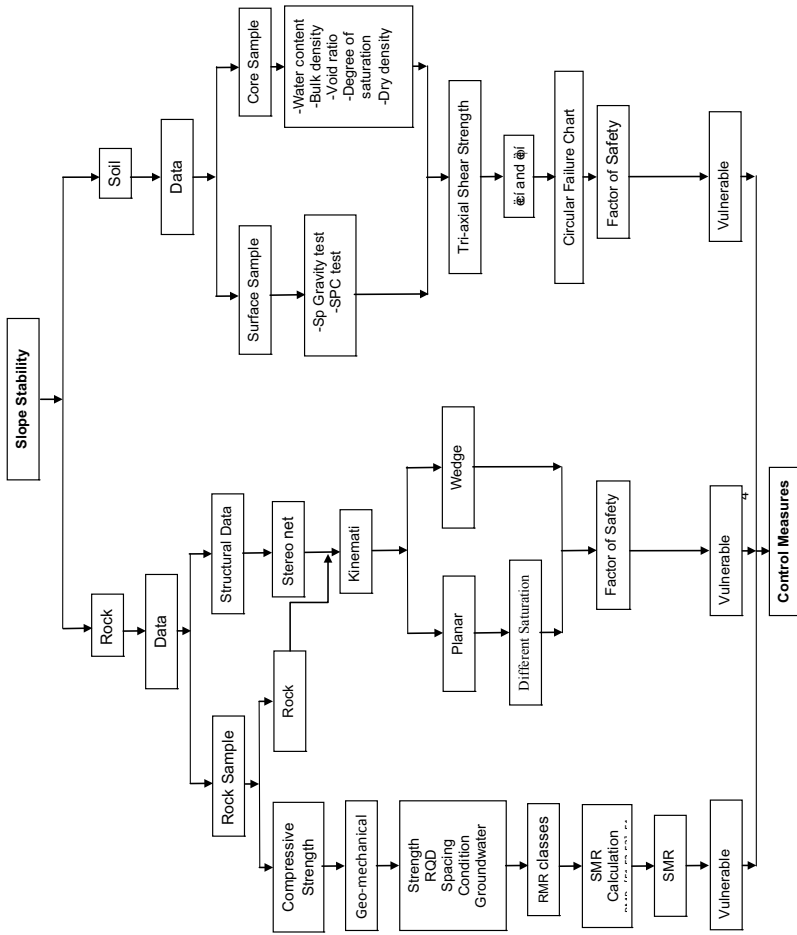 Slope Stability
Rock
Soil
Data
Data
Rock Sample
Structural Data
Surface Sample
Core Sample
Compressive
Strength
Rock
Stereo net
-Sp Gravity test
-SPC test
-Water content
-Bulk density
-Void ratio
-Degree of
saturation
-Dry density
Geo-mechanical
Kinemati
Strength
RQD
Spacing
Condition
Groundwater
Planar
Wedge
Tri-axial Shear Strength
and
Different Saturation
Circular Failure Chart
RMR classes
Factor of Safety
Factor of Safety
SMR
Calculation
SMR
Vulnerable
Vulnerable
Vulnerable
4
Control Measures